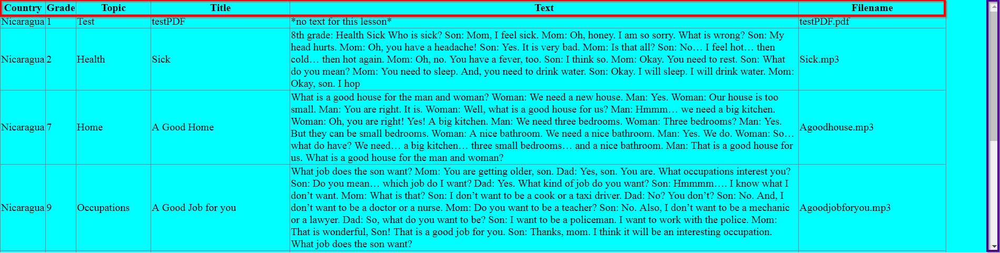 Country Grade Topic Title Text Filename
Nicaragua 1 Test testPDF *no text for this lesson* testPDF.pdf
8th grade: Health Sick Who is sick? Son: Mom, I feel sick. Mom: Oh, honey. I am so sorry. What is wrong? Son: My
head hurts. Mom: Oh, you have a headache! Son: Yes. It is very bad. Mom: Is that all? Son: No… I feel hot… then
Nicaragua 2 Health Sick cold… then hot again. Mom: Oh, no. You have a fever, too. Son: I think so. Mom: Okay. You need to rest. Son: What Sick.mp3
do you mean? Mom: You need to sleep. And, you need to drink water. Son: Okay. I will sleep. I will drink water. Mom:
Okay, son. I hop
What is a good house for the man and woman? Woman: We need a new house. Man: Yes. Woman: Our house is too
small. Man: You are right. It is. Woman: Well, what is a good house for us? Man: Hmmm… we need a big kitchen.
Woman: Oh, you are right! Yes! A big kitchen. Man: We need three bedrooms. Woman: Three bedrooms? Man: Yes.
Nicaragua 7 Home A Good Home But they can be small bedrooms. Woman: A nice bathroom. We need a nice bathroom. Man: Yes. We do. Woman: So… Agoodhouse.mp3
what do have? We need… a big kitchen… three small bedrooms… and a nice bathroom. Man: That is a good house for
us. What is a good house for the man and woman?
What job does the son want? Mom: You are getting older, son. Dad: Yes, son. You are. What occupations interest you?
Son: Do you mean… which job do I want? Dad: Yes. What kind of job do you want? Son: Hmmmm…. I know what I
don’t want. Mom: What is that? Son: I don’t want to be a cook or a taxi driver. Dad: No? You don’t? Son: No. And, I
Nicaragua 9 Occupations A Good Job for you don’t want to be a doctor or a nurse. Mom: Do you want to be a teacher? Son: No. Also, I don’t want to be a mechanic Agoodjobforyou.mp3
or a lawyer. Dad: So, what do you want to be? Son: I want to be a policeman. I want to work with the police. Mom:
That is wonderful, Son! That is a good job for you. Son: Thanks, mom. I think it will be an interesting occupation.
What job does the son want?